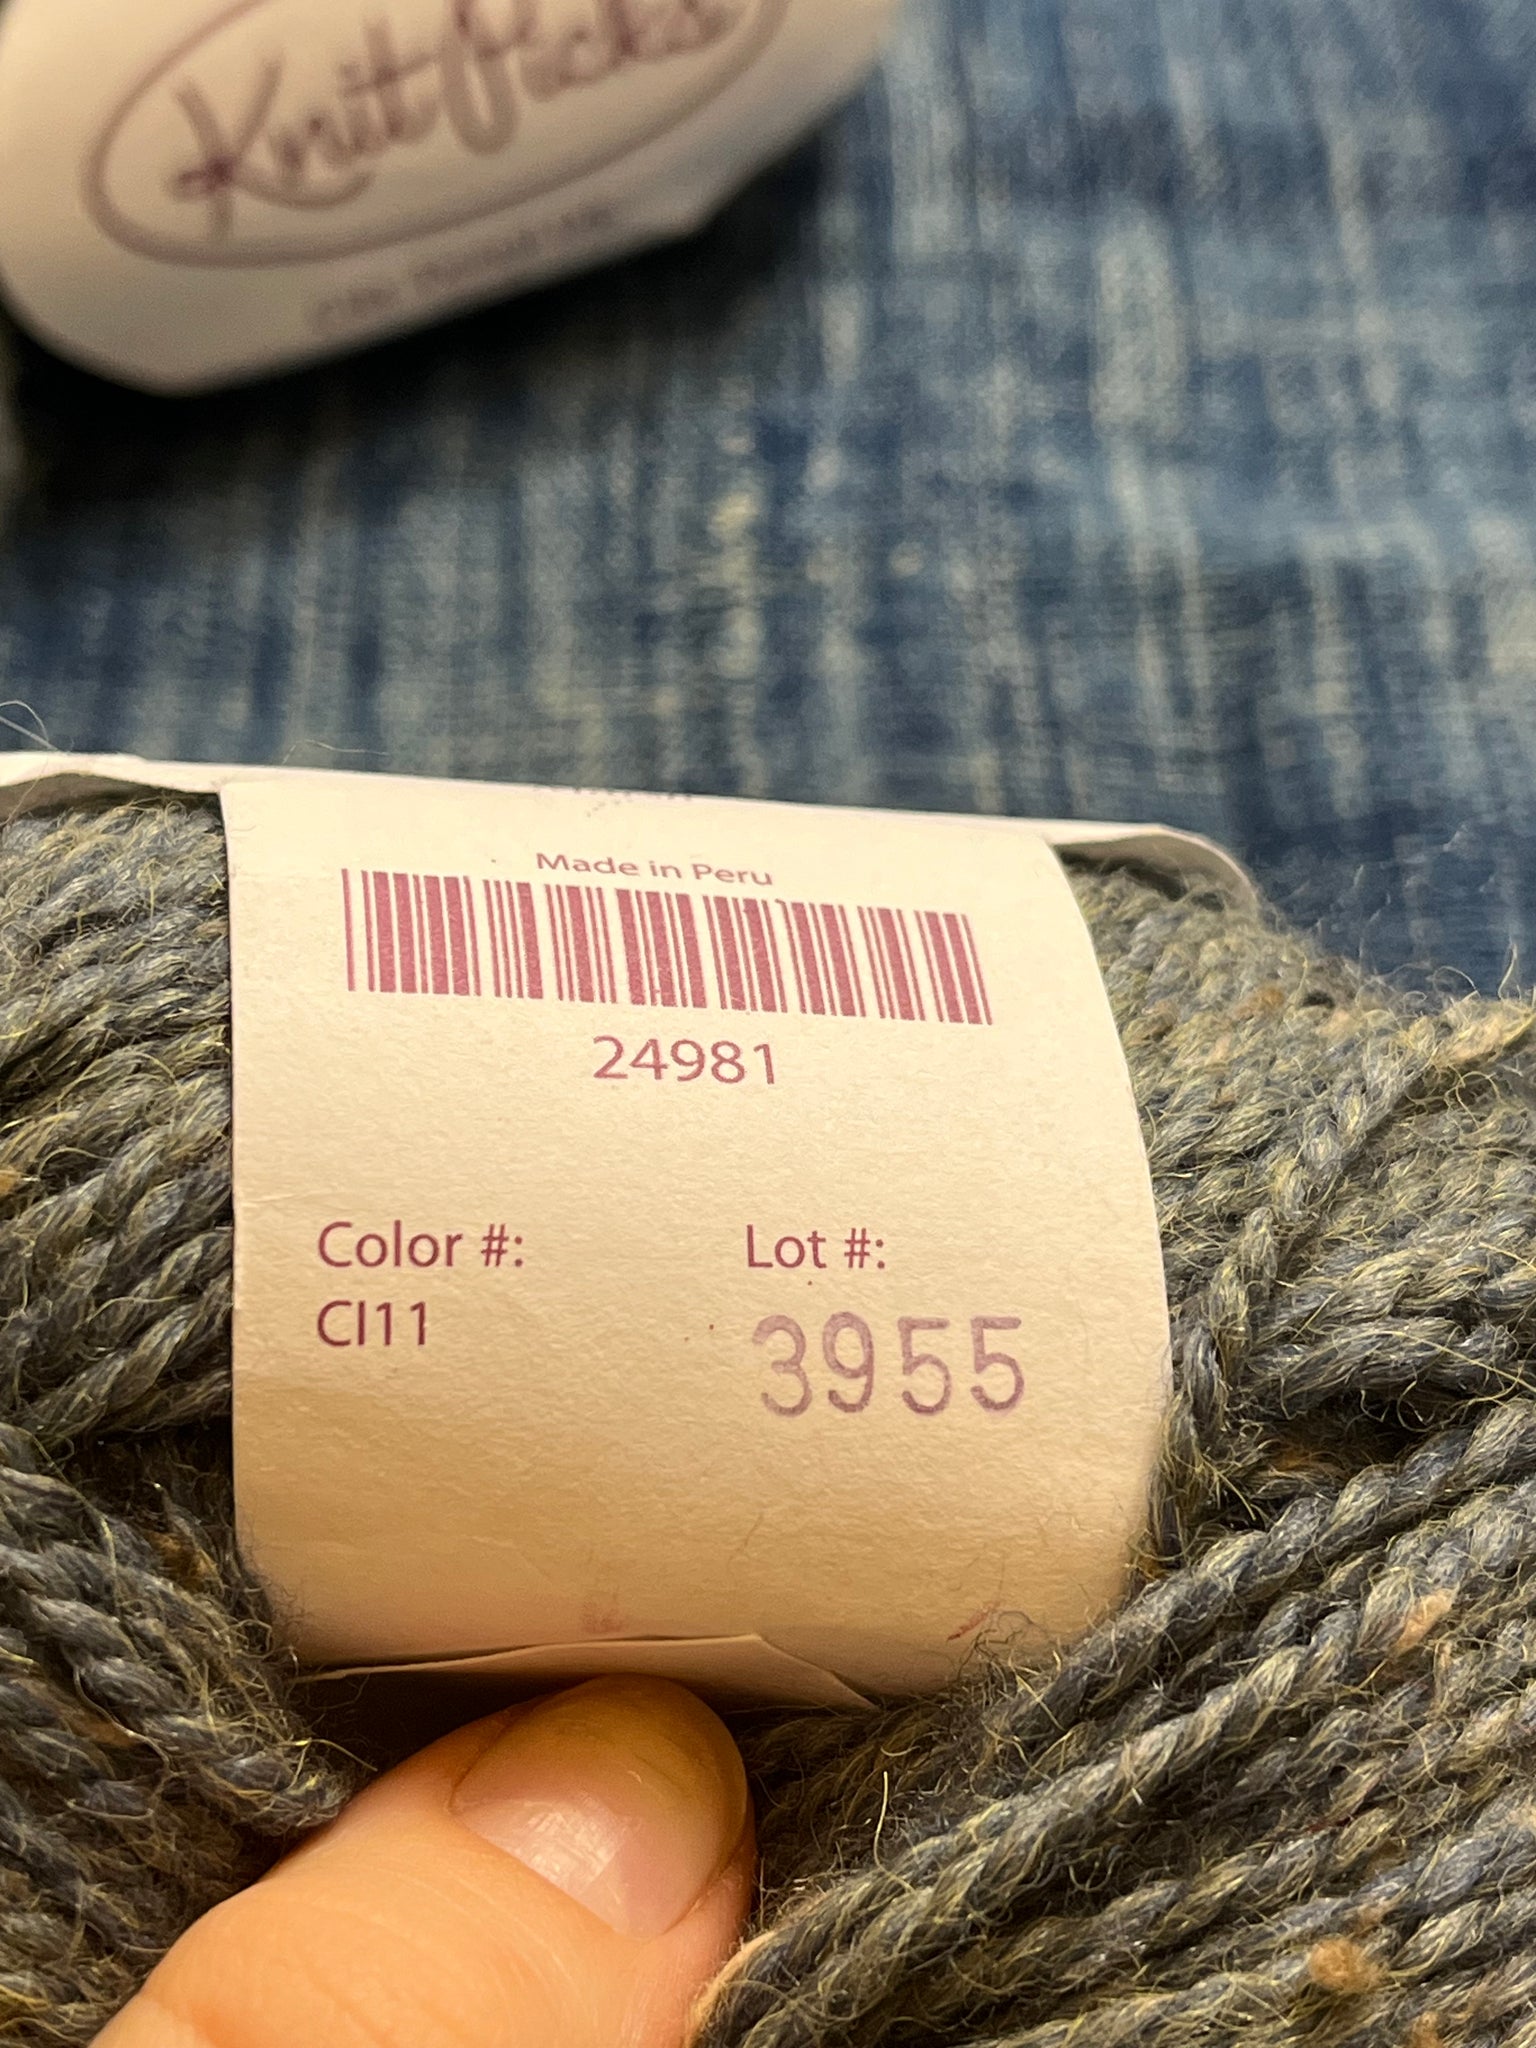 Knit Picks
Made in Peru
24981
Color #:
Lot #:
CI11
3955